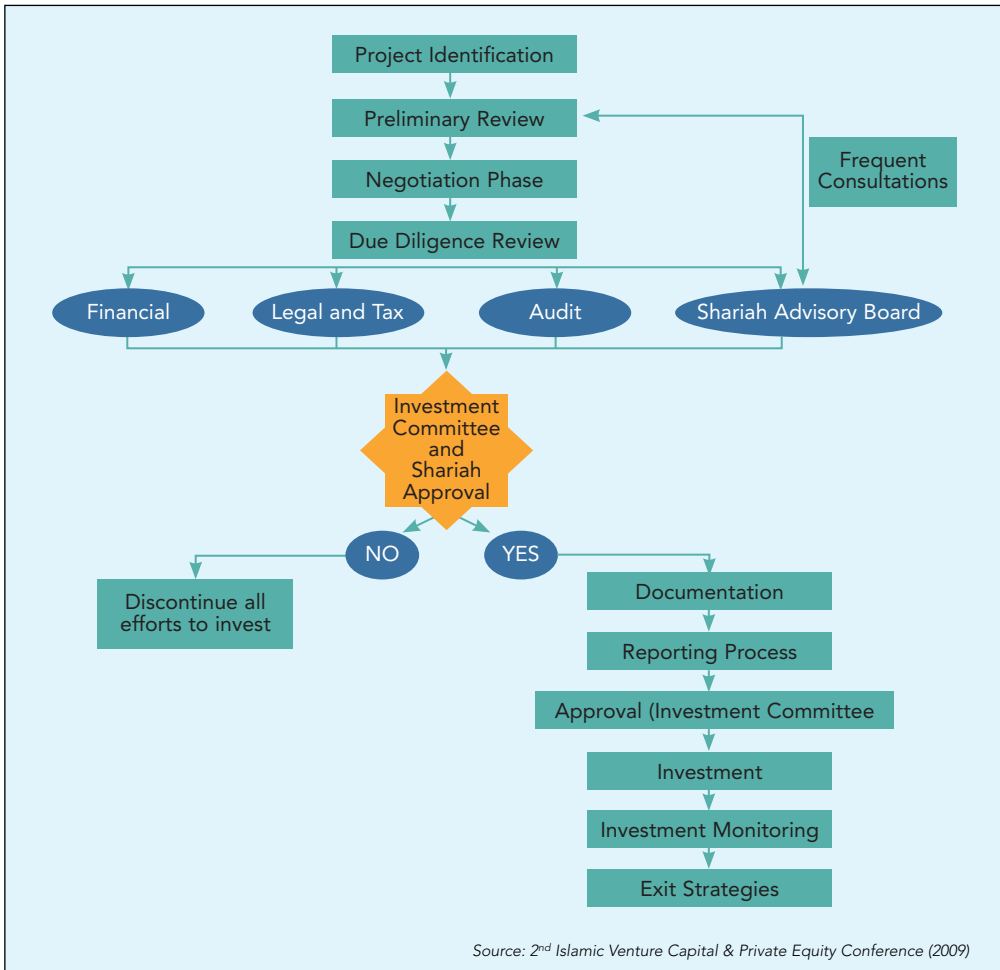 Project Identification
Preliminary Review
Frequent
Consultations
Negotiation Phase
Due Diligence Review
Financial
Legal and Tax
Audit
Shariah Advisory Board
Investment
Committee
and
Shariah
Approval
NO
YES
Discontinue all
efforts to invest
Documentation
Reporting Process
Approval (Investment Committee
Investment
Investment Monitoring
Exit Strategies
Source: 2nd Islamic Venture Capital & Private Equity Conference (2009)